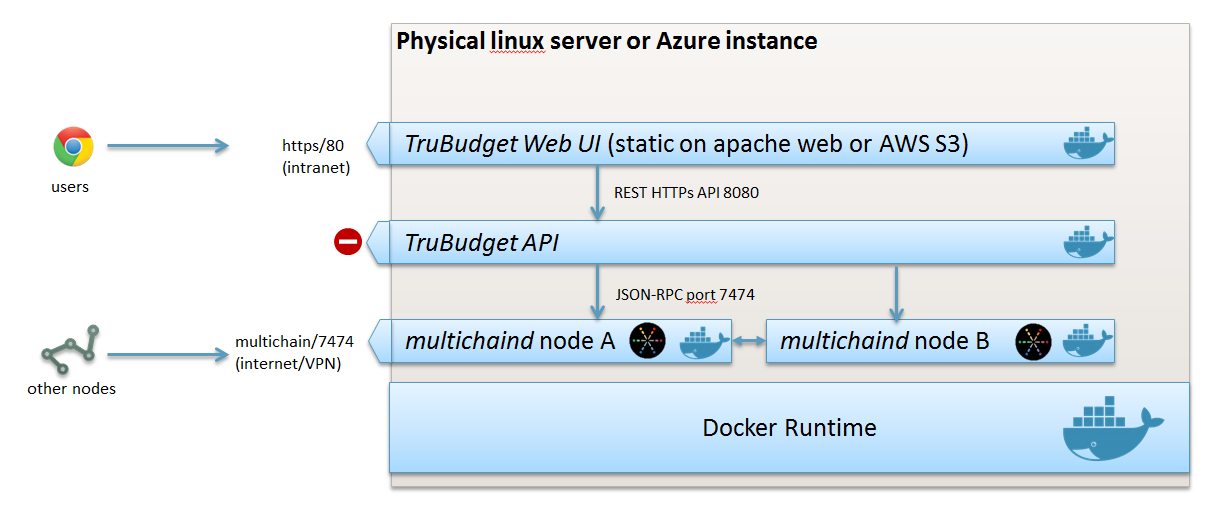 Physical linux server or Azure instance
TruBudget Web UI (static on apache web or AWS S3)
https/80
(intranet)
users
REST HTTPs API 8080
TruBudget API
JSON-RPC port 7474
multichain/7474
(internet/VPN)
multichaind node A
multichaind node B
other nodes
Docker Runtime